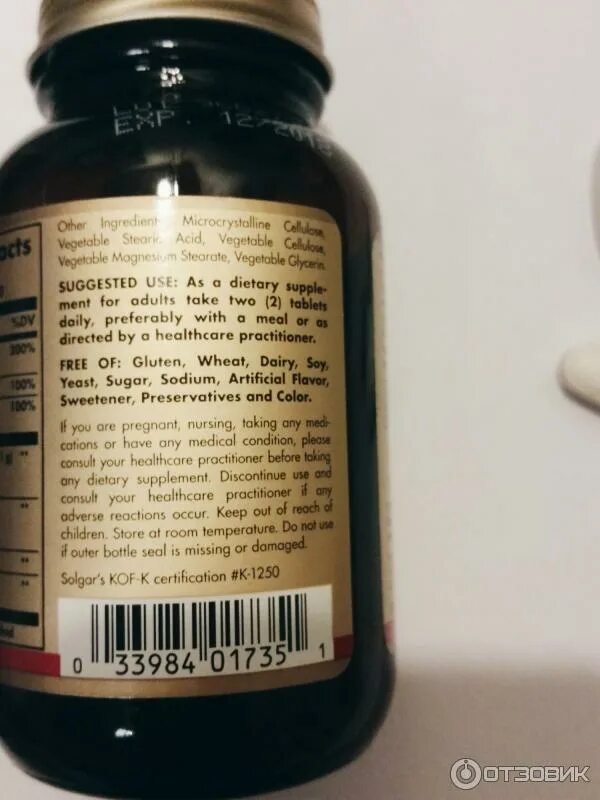 EXP. 12/2018
Other Ingredients: Microcrystalline Cellulose,
Vegetable Stearic Acid, Vegetable Cellulose,
Vegetable Magnesium Stearate, Vegetable Glycerin.
SUGGESTED USE: As a dietary supple-
ment for adults take two (2) tablets
daily, preferably with a meal or as
directed by a healthcare practitioner.
FREE OF: Gluten, Wheat, Dairy, Soy,
Yeast, Sugar, Sodium, Artificial Flavor,
Sweetener, Preservatives and Color.
If you are pregnant, nursing, taking any medi-
cations or have any medical condition, please
consult your healthcare practitioner before taking
any dietary supplement. Discontinue use and
consult your healthcare practitioner if any
adverse reactions occur. Keep out of reach of
children. Store at room temperature. Do not use
if outer bottle seal is missing or damaged.
Solgar's KOF-K certification #K-1250
0 33984 01735 1
%DV
300%
100%
100%
**
**
**
ОТЗОВИК